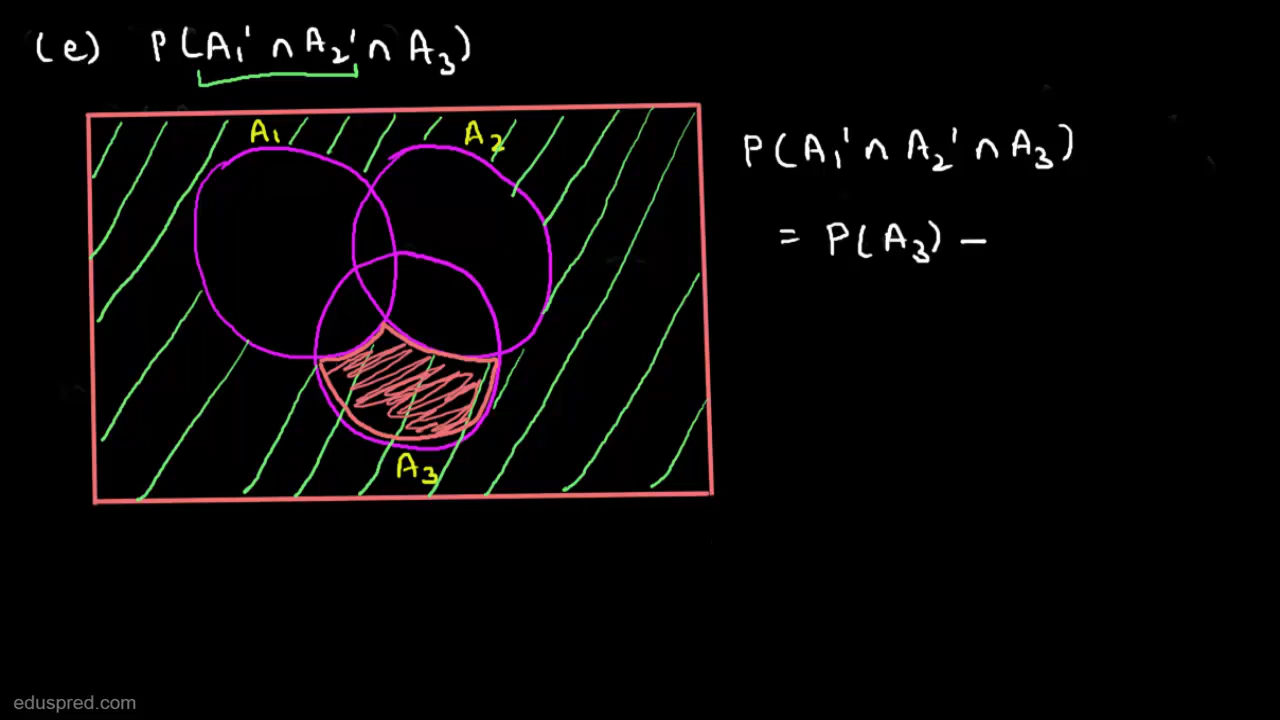 (e) P(A₁' ∩ A₂' ∩ A₃)
A₁ A₂
P(A₁' ∩ A₂' ∩ A₃)
= P(A₃) −
A₃
eduspred.com